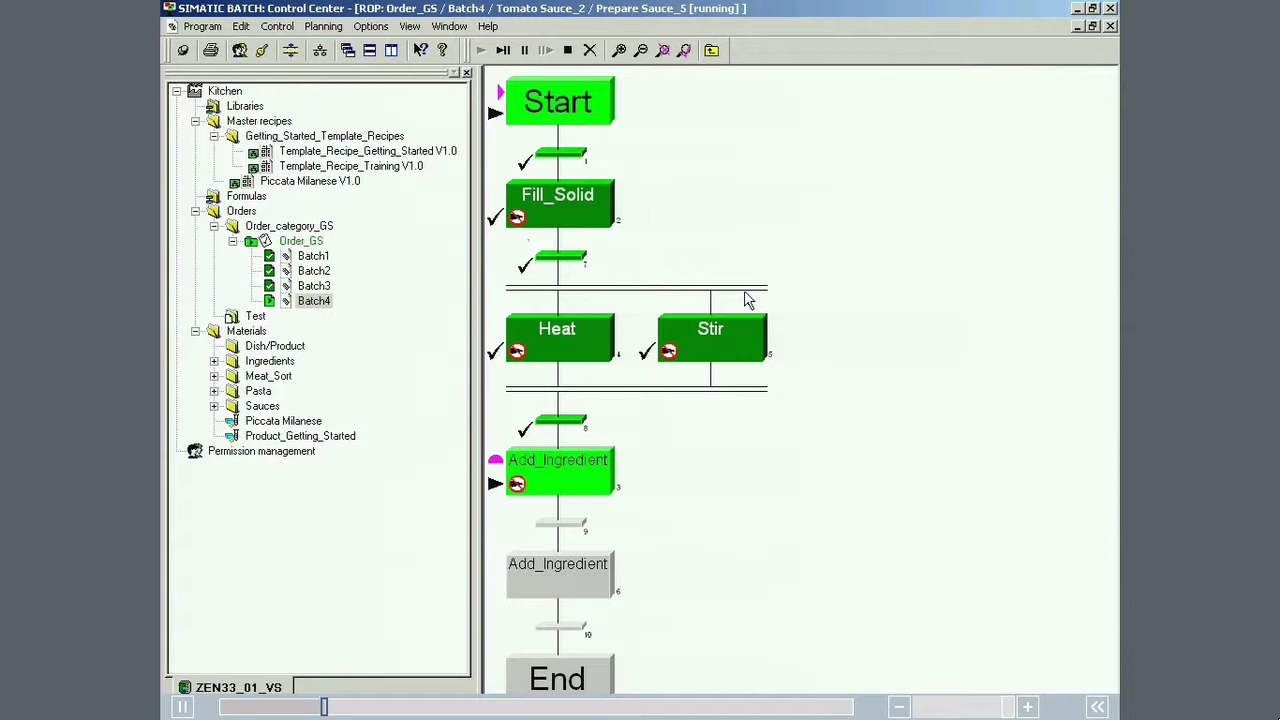 SIMATIC BATCH: Control Center - [ROP: Order_GS / Batch4 / Tomato Sauce_2 / Prepare Sauce_5 [running] ]
Program Edit Control Planning Options View Window Help
Kitchen
Libraries
Master recipes
Getting_Started_Template_Recipes
Template_Recipe_Getting_Started V1.0
Template_Recipe_Training V1.0
Piccata Milanese V1.0
Formulas
Orders
Order_category_GS
Order_GS
Batch1
Batch2
Batch3
Batch4
Test
Materials
Dish/Product
Ingredients
Meat_Sort
Pasta
Sauces
Piccata Milanese
Product_Getting_Started
Permission management
ZEN33_01_VS
Start
1
Fill_Solid
2
7
Heat
4
Stir
5
8
Add_Ingredient
3
9
Add_Ingredient
6
10
End